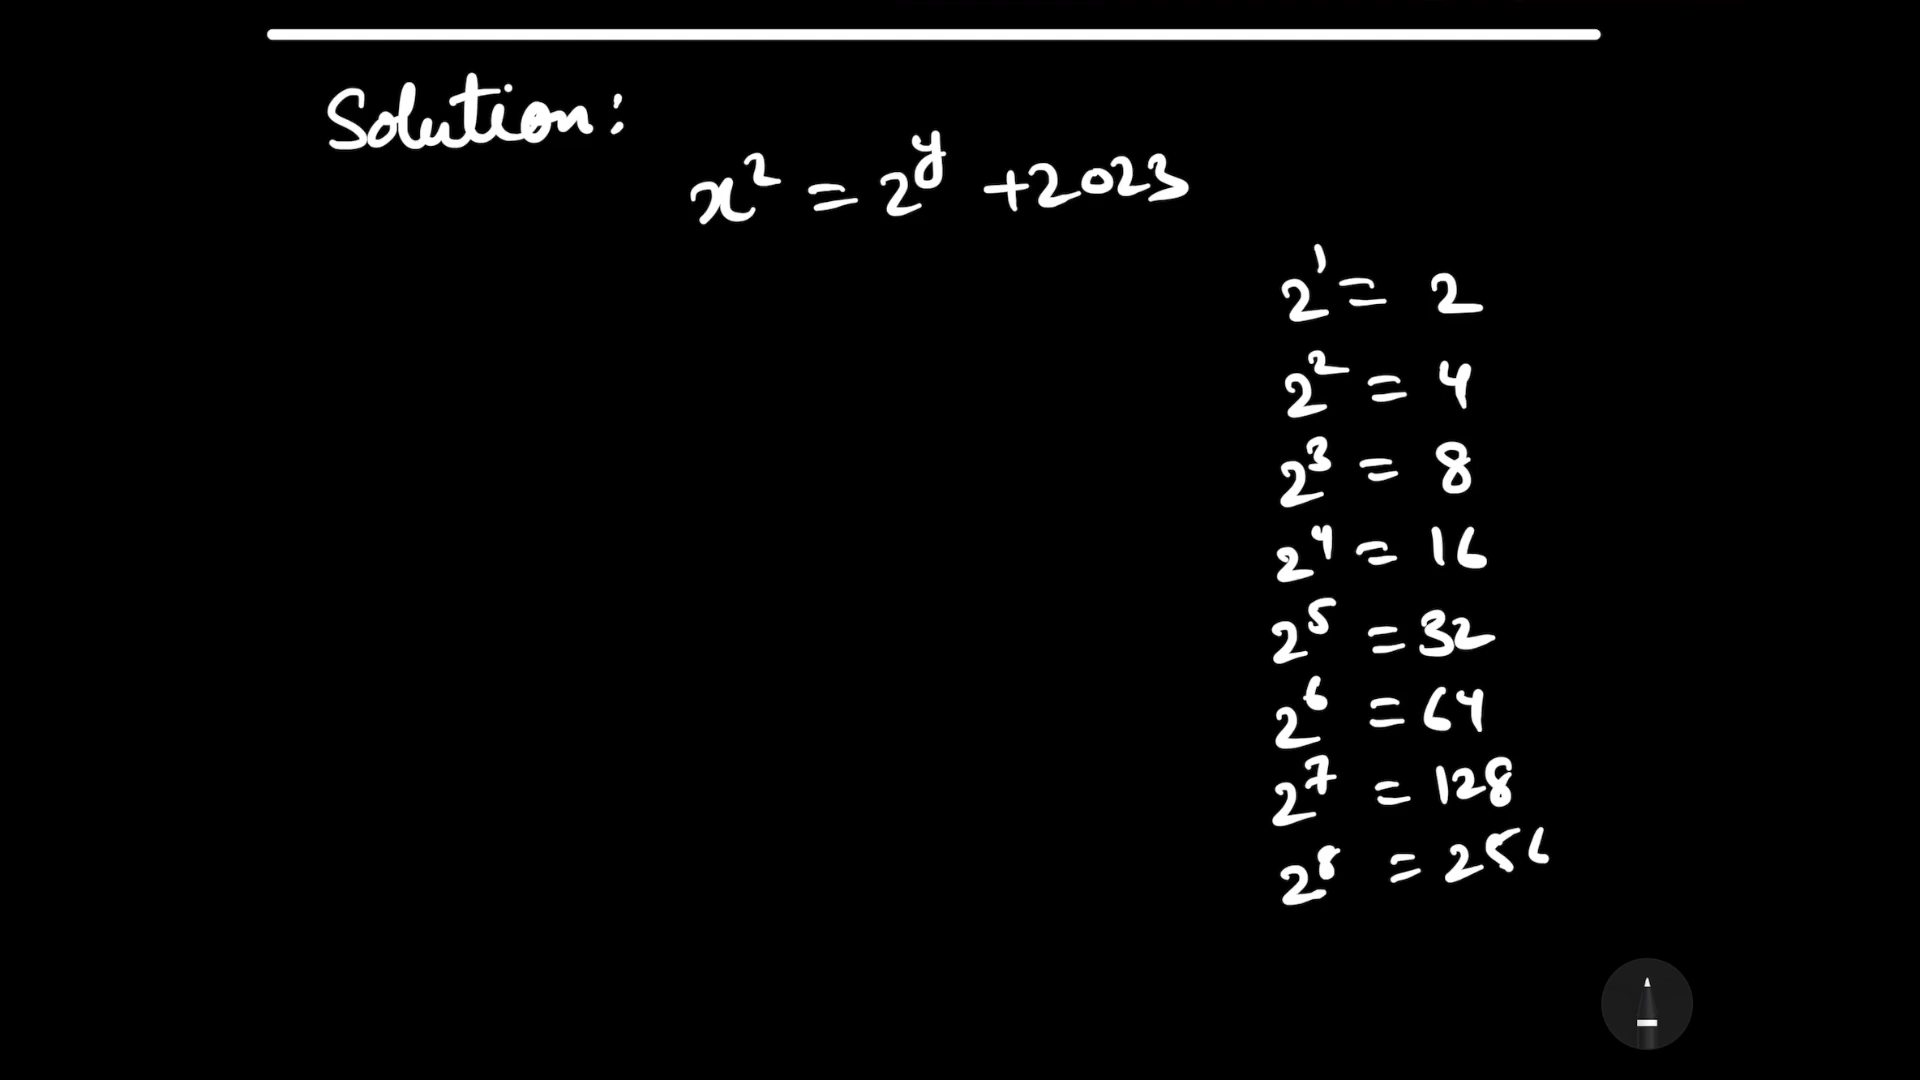 Solution:
x² = 2^y + 2023
2¹ = 2
2² = 4
2³ = 8
2⁴ = 16
2⁵ = 32
2⁶ = 64
2⁷ = 128
2⁸ = 256